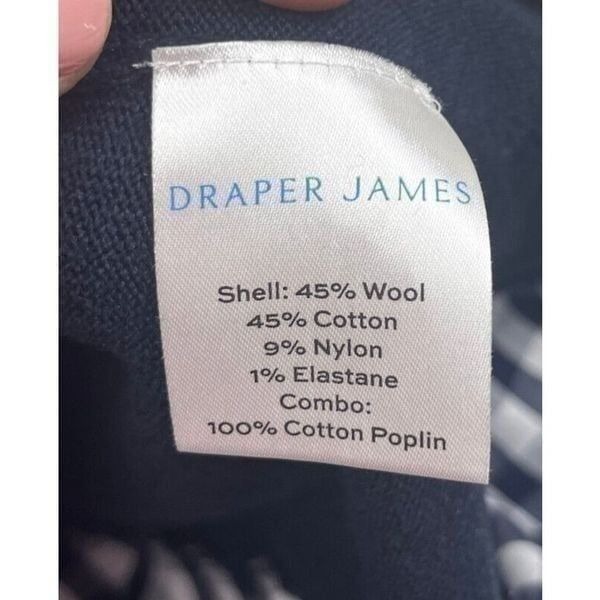 DRAPER JAMES
Shell: 45% Wool
45% Cotton
9% Nylon
1% Elastane
Combo:
100% Cotton Poplin